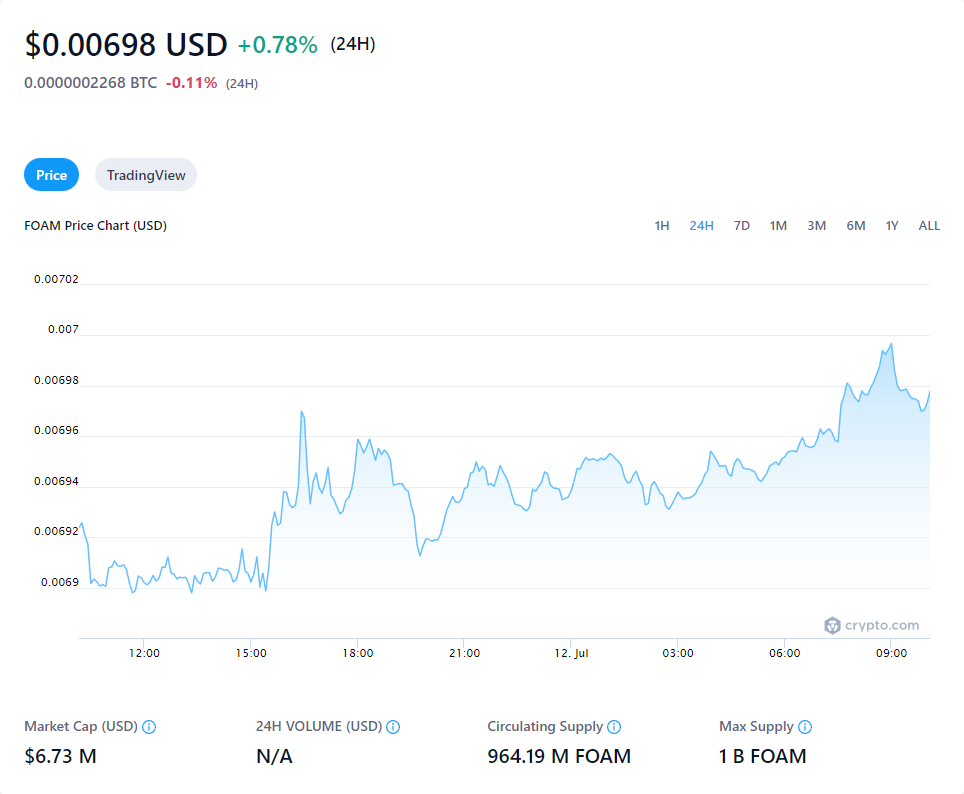 $0.00698 USD +0.78% (24H)
0.0000002268 BTC -0.11% (24H)
Price TradingView
FOAM Price Chart (USD) 1H 24H 7D 1M 3M 6M 1Y ALL
0.00702
0.007
0.00698
0.00696
0.00694
0.00692
0.0069
crypto.com
12:00 15:00 18:00 21:00 12. Jul 03:00 06:00 09:00
Market Cap (USD) 24H VOLUME (USD) Circulating Supply Max Supply
$6.73 M N/A 964.19 M FOAM 1 B FOAM